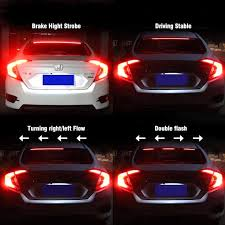 Brake Hight Strobe
Driving Stable
Turning right/left Flow
Double flash